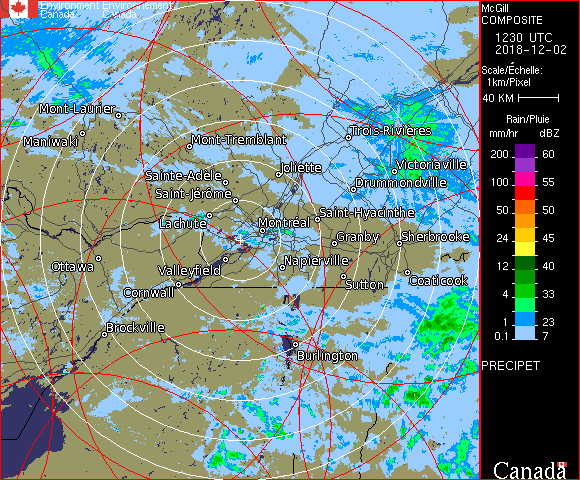 Environment Environnement
Canada Canada
McGill
COMPOSITE
1230 UTC
2018-12-02
Scale/Échelle:
1km/Pixel
40 KM
Rain/Pluie
mm/hr dBZ
200 60
100 55
50 50
24 45
12 40
4 33
1 23
0.1 7
PRECIPET
Canada
Mont-Laurier
Maniwaki
Mont-Tremblant
Trois-Rivières
Victoriaville
Joliette
Sainte-Adèle
Drummondville
Saint-Jérôme
Saint-Hyacinthe
Lachute
Montréal
Granby
Sherbrooke
Ottawa
Valleyfield
Napierville
Sutton
Coaticook
Cornwall
Brockville
Burlington